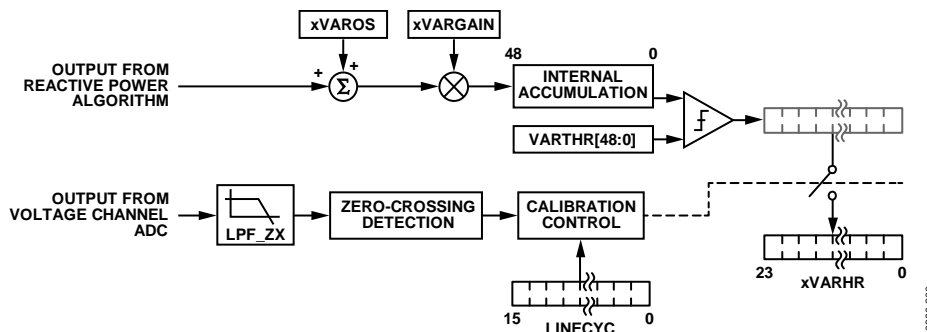 xVAROS
xVARGAIN
OUTPUT FROM
REACTIVE POWER
ALGORITHM
+
+
Σ
48
0
INTERNAL
ACCUMULATION
VARTHR[48:0]
OUTPUT FROM
VOLTAGE CHANNEL
ADC
LPF_ZX
ZERO-CROSSING
DETECTION
CALIBRATION
CONTROL
15
0
LINECYC
23
0
xVARHR